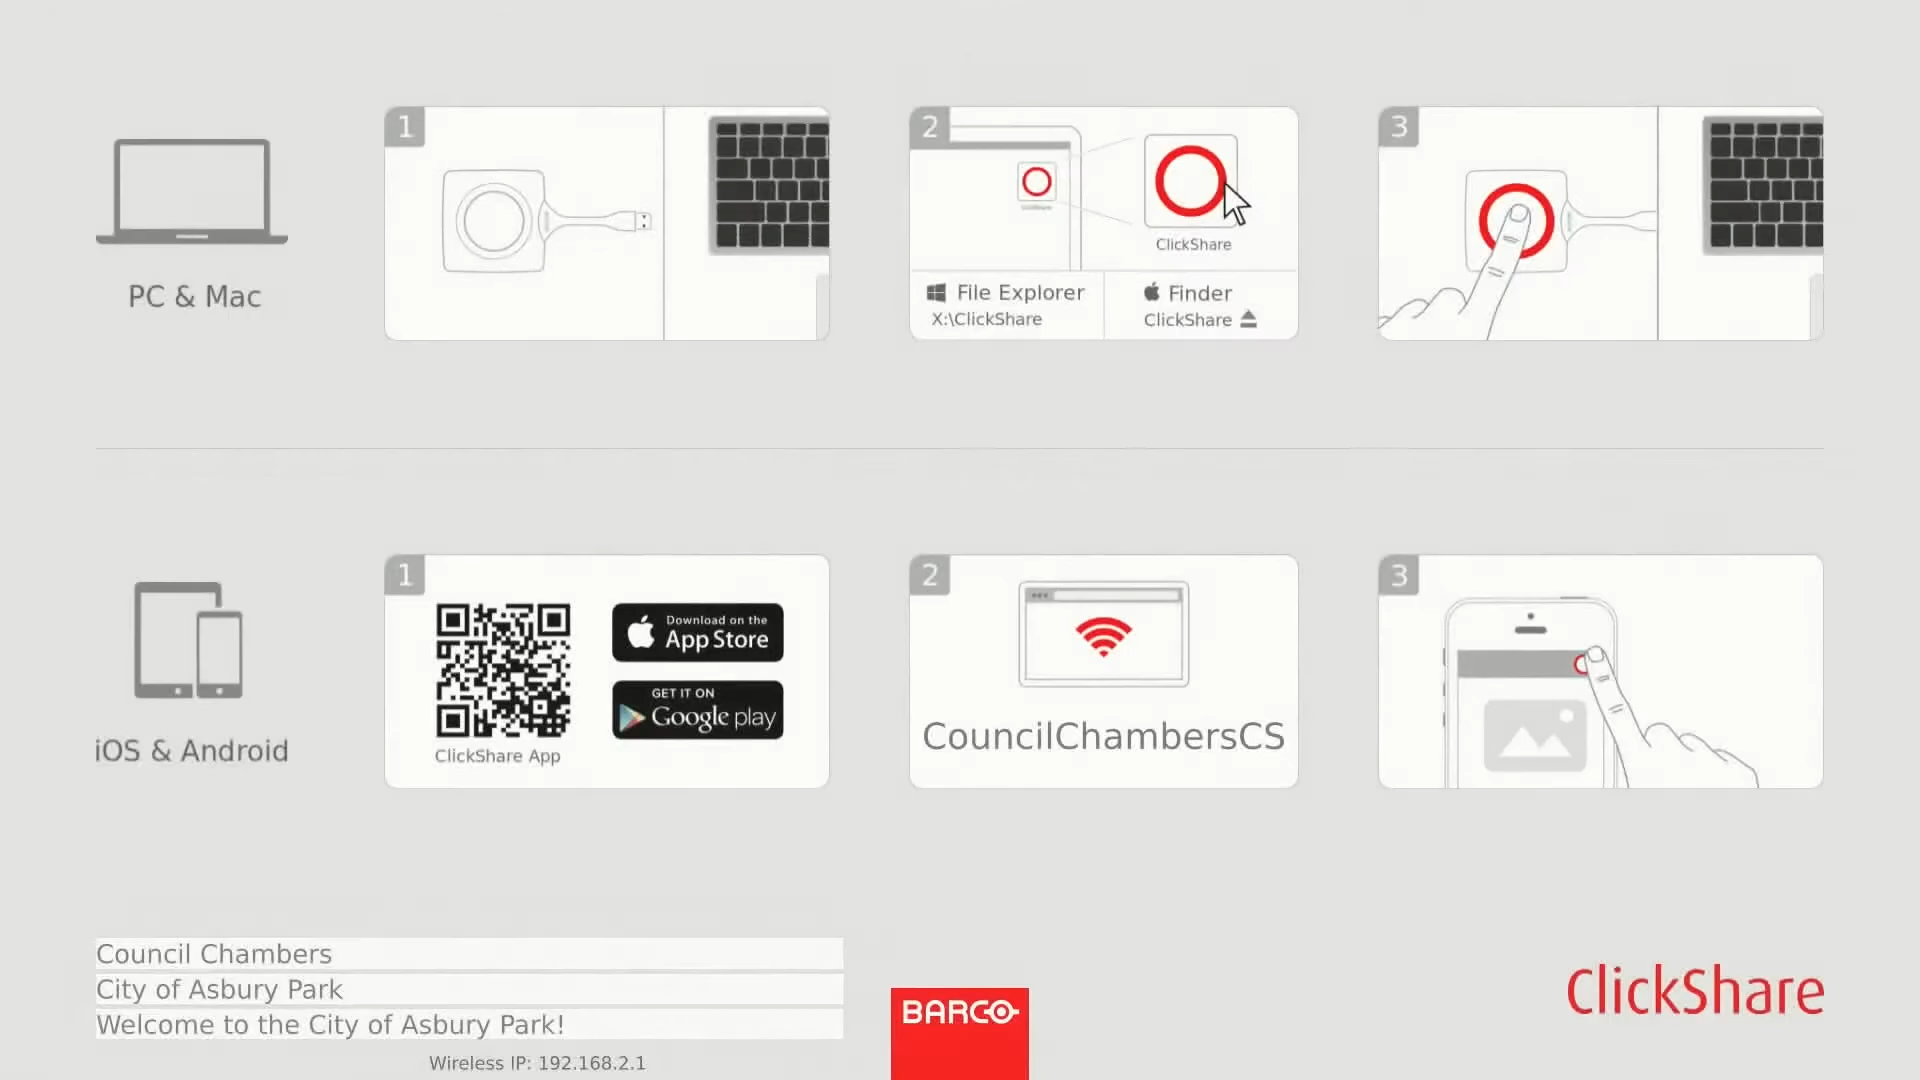 1
2
3
ClickShare
PC & Mac
File Explorer
X:\ClickShare
Finder
ClickShare
1
2
3
Download on the
App Store
GET IT ON
Google play
ClickShare App
CouncilChambersCS
iOS & Android
Council Chambers
City of Asbury Park
Welcome to the City of Asbury Park!
Wireless IP: 192.168.2.1
BARCO
ClickShare